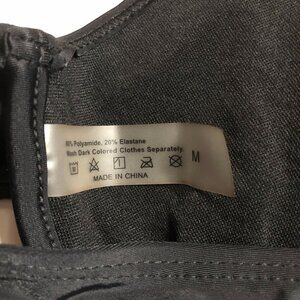 80% Polyamide, 20% Elastane
Wash Dark Colored Clothes Separately
M
MADE IN CHINA